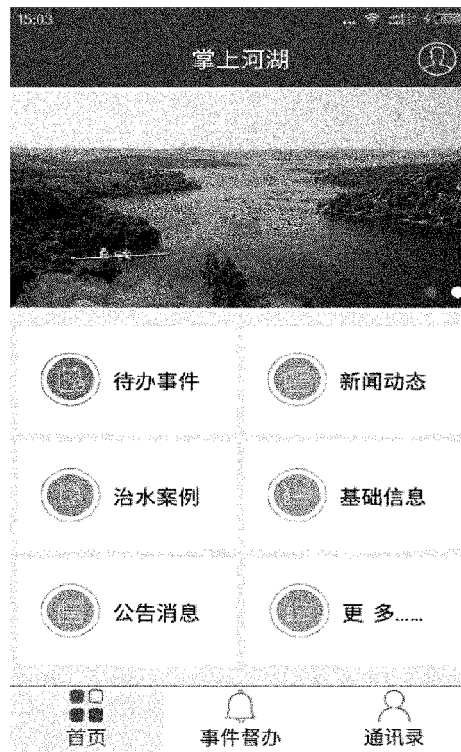 15:03
掌上河湖
待办事件 新闻动态
治水案例 基础信息
公告消息 更 多......
首页 事件督办 通讯录